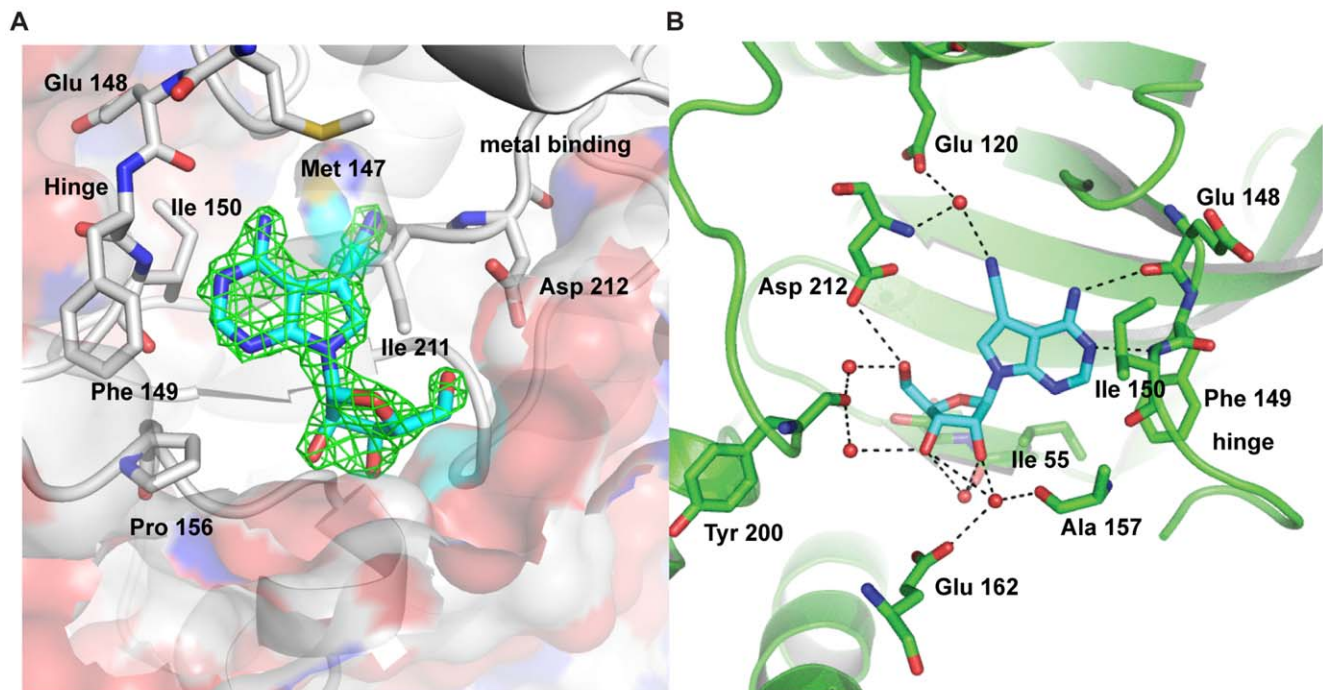 A
Glu 148
Hinge
Ile 150
Met 147
metal binding
Asp 212
Ile 211
Phe 149
Pro 156
B
Glu 120
Glu 148
Asp 212
Ile 150
Phe 149
hinge
Ile 55
Tyr 200
Ala 157
Glu 162